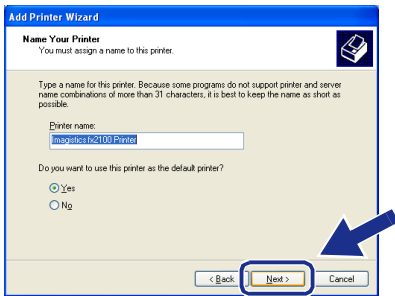 Add Printer Wizard
Name Your Printer
You must assign a name to this printer.
Type a name for this printer. Because some programs do not support printer and server
name combinations of more than 31 characters, it is best to keep the name as short as
possible.
Printer name:
Imagistics fx2100 Printer
Do you want to use this printer as the default printer?
Yes
No
< Back
Next >
Cancel